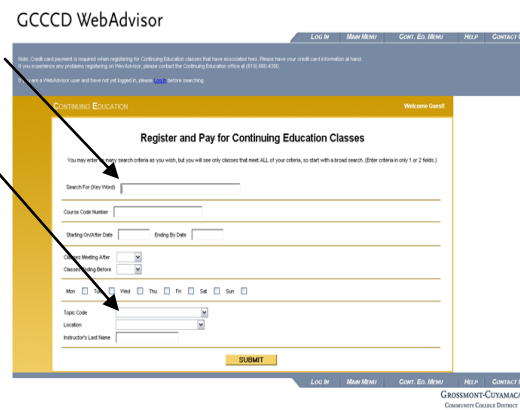 GCCCD WebAdvisor
LOG IN MAIN MENU CONT. ED. MENU HELP CONTACT
Note: Credit card payment is required when registering for Continuing Education classes that have associated fees. Please have your credit card information at hand.
If you experience any problems registering on WebAdvisor, please contact the Continuing Education office at (619) 660-4350.
If you are a WebAdvisor user and have not yet logged in, please Log In before searching.
CONTINUING EDUCATION Welcome Guest!
Register and Pay for Continuing Education Classes
You may enter as many search criteria as you wish, but you will see only classes that meet ALL of your criteria, so start with a broad search. (Enter criteria in only 1 or 2 fields.)
Search For (Key Word)
Course Code Number
Starting On/After Date Ending By Date
Classes Meeting After
Classes Ending Before
Mon Tue Wed Thu Fri Sat Sun
Topic Code
Location
Instructor's Last Name
SUBMIT
LOG IN MAIN MENU CONT. ED. MENU HELP CONTACT
GROSSMONT-CUYAMACA
COMMUNITY COLLEGE DISTRICT